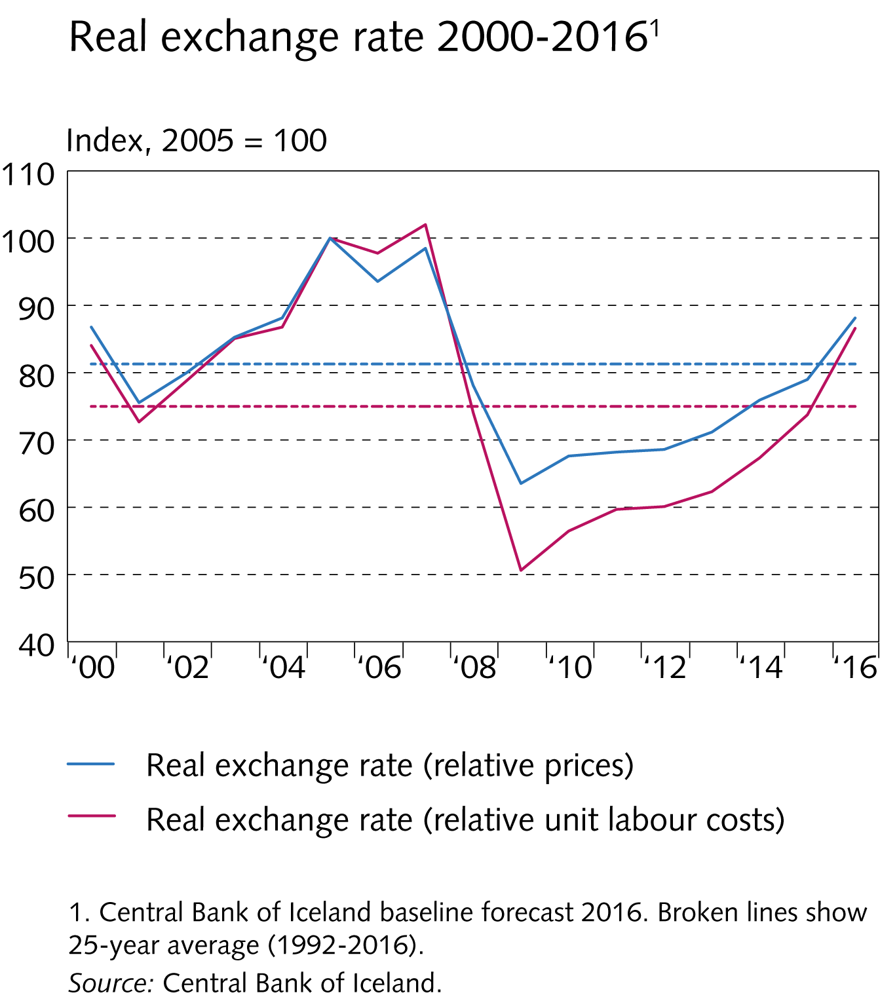 Real exchange rate 2000-2016¹
Index, 2005 = 100
110
100
90
80
70
60
50
40
‘00 ‘02 ‘04 ‘06 ‘08 ‘10 ‘12 ‘14 ‘16
Real exchange rate (relative prices)
Real exchange rate (relative unit labour costs)
1. Central Bank of Iceland baseline forecast 2016. Broken lines show
25-year average (1992-2016).
Source: Central Bank of Iceland.